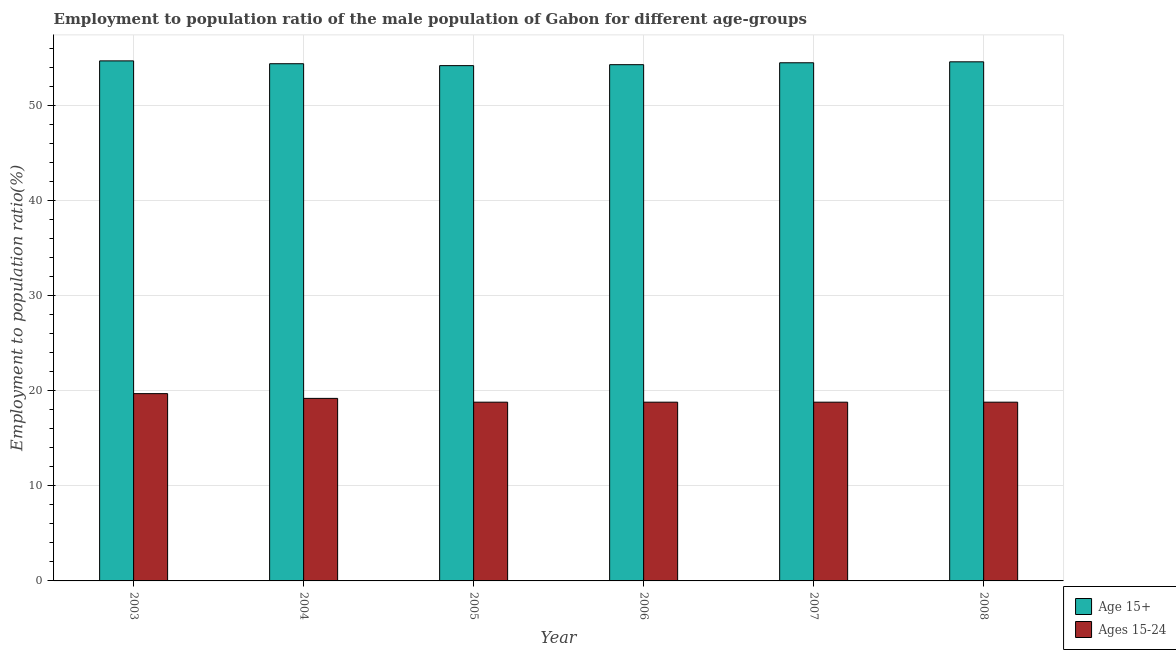 Employment to population ratio of the male population of Gabon for different age-groups
Employment to population ratio(%)
50
40
30
20
10
0
2003
2004
2005
2006
2007
2008
Year
Age 15+
Ages 15-24